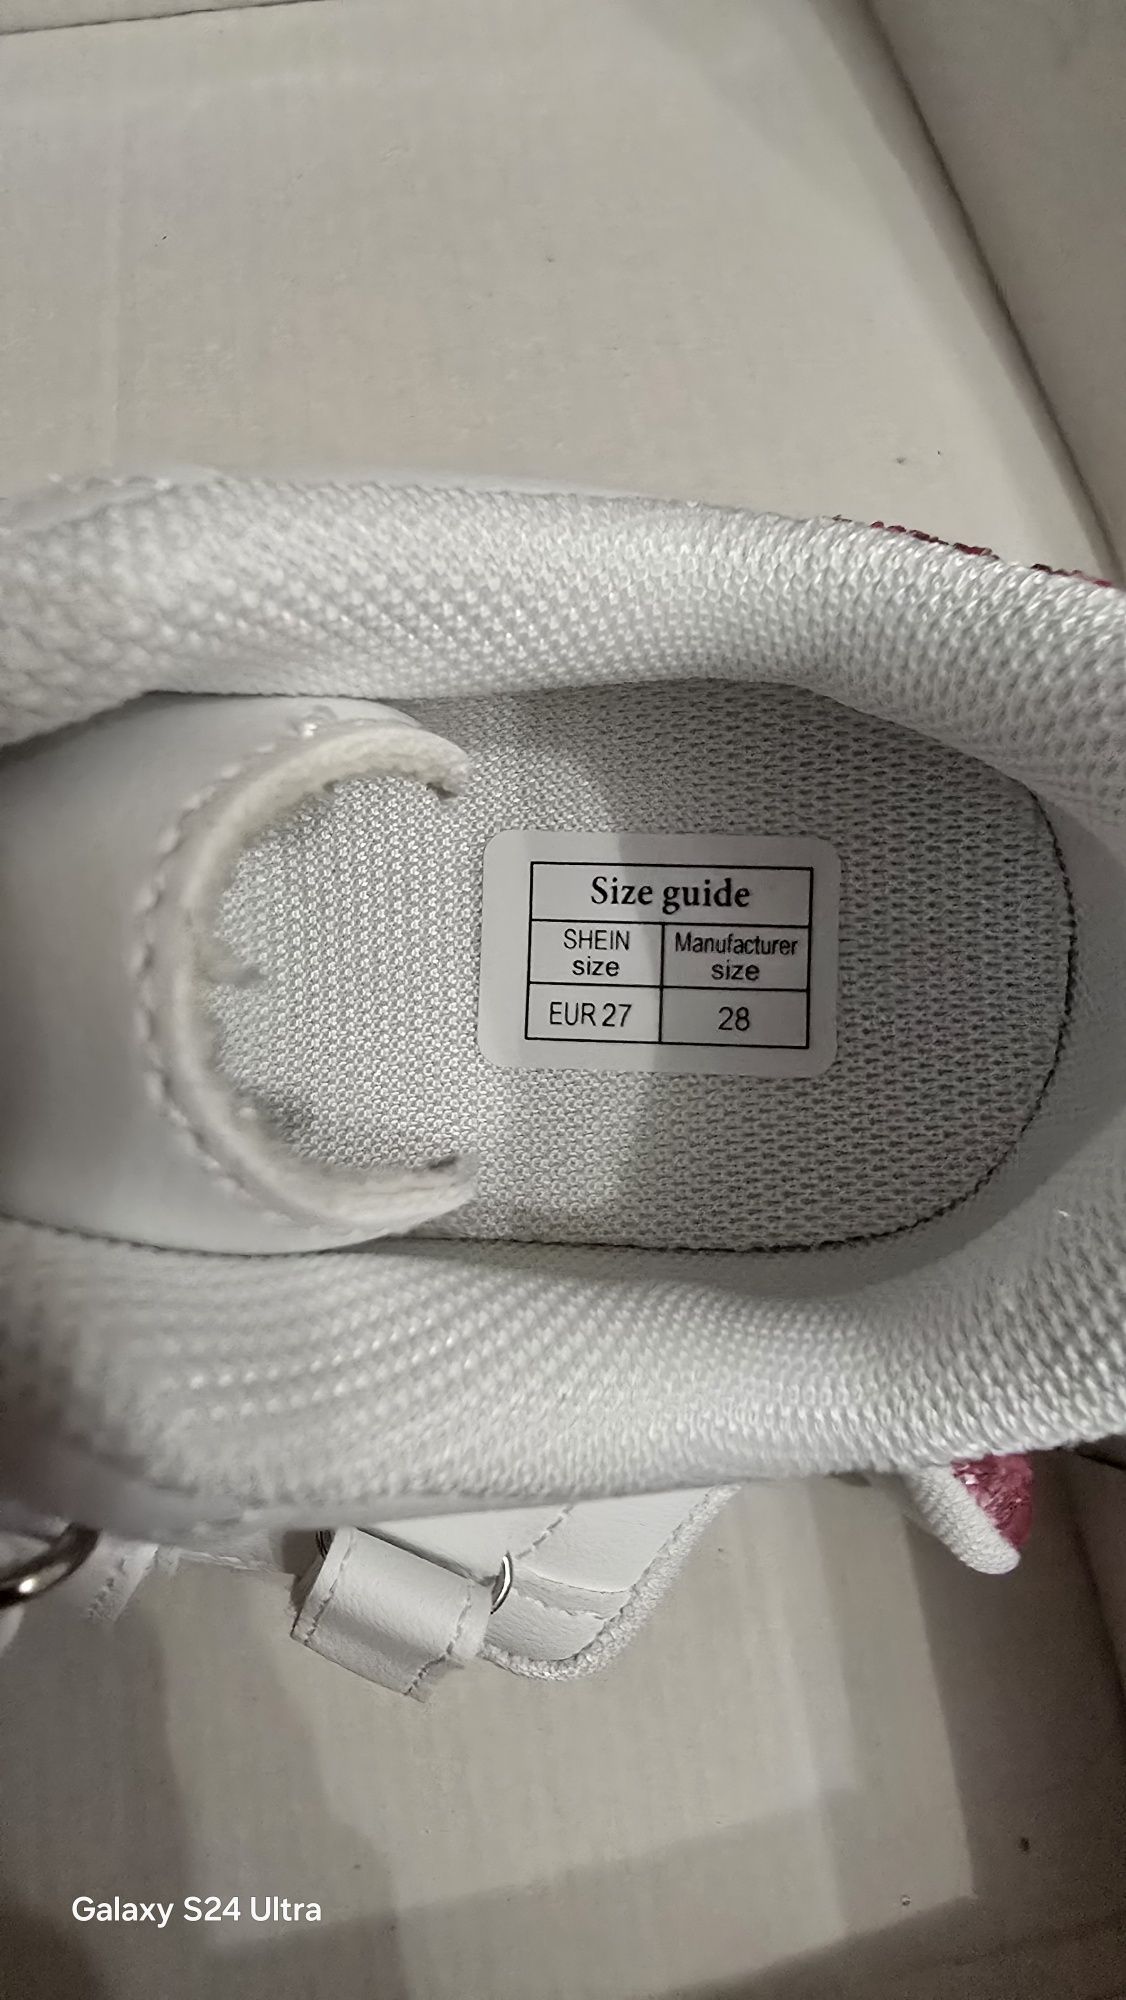 Size guide
SHEIN size
Manufacturer size
EUR 27
28
Galaxy S24 Ultra